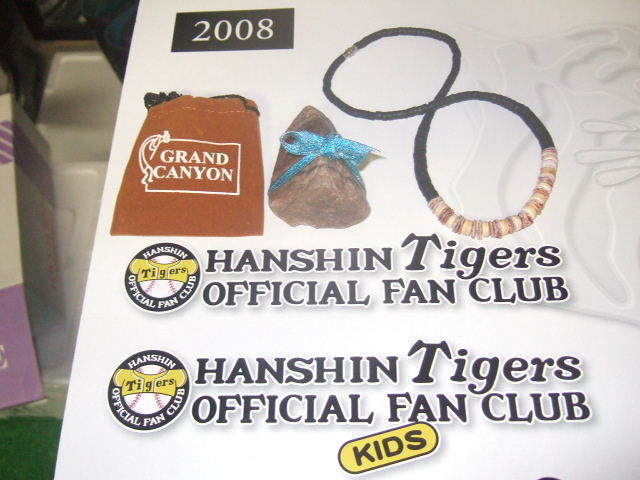 2008
GRAND
CANYON
HANSHIN
Tigers
OFFICIAL FAN CLUB
HANSHIN Tigers
OFFICIAL FAN CLUB
HANSHIN
Tigers
OFFICIAL FAN CLUB
HANSHIN Tigers
OFFICIAL FAN CLUB
KIDS
E